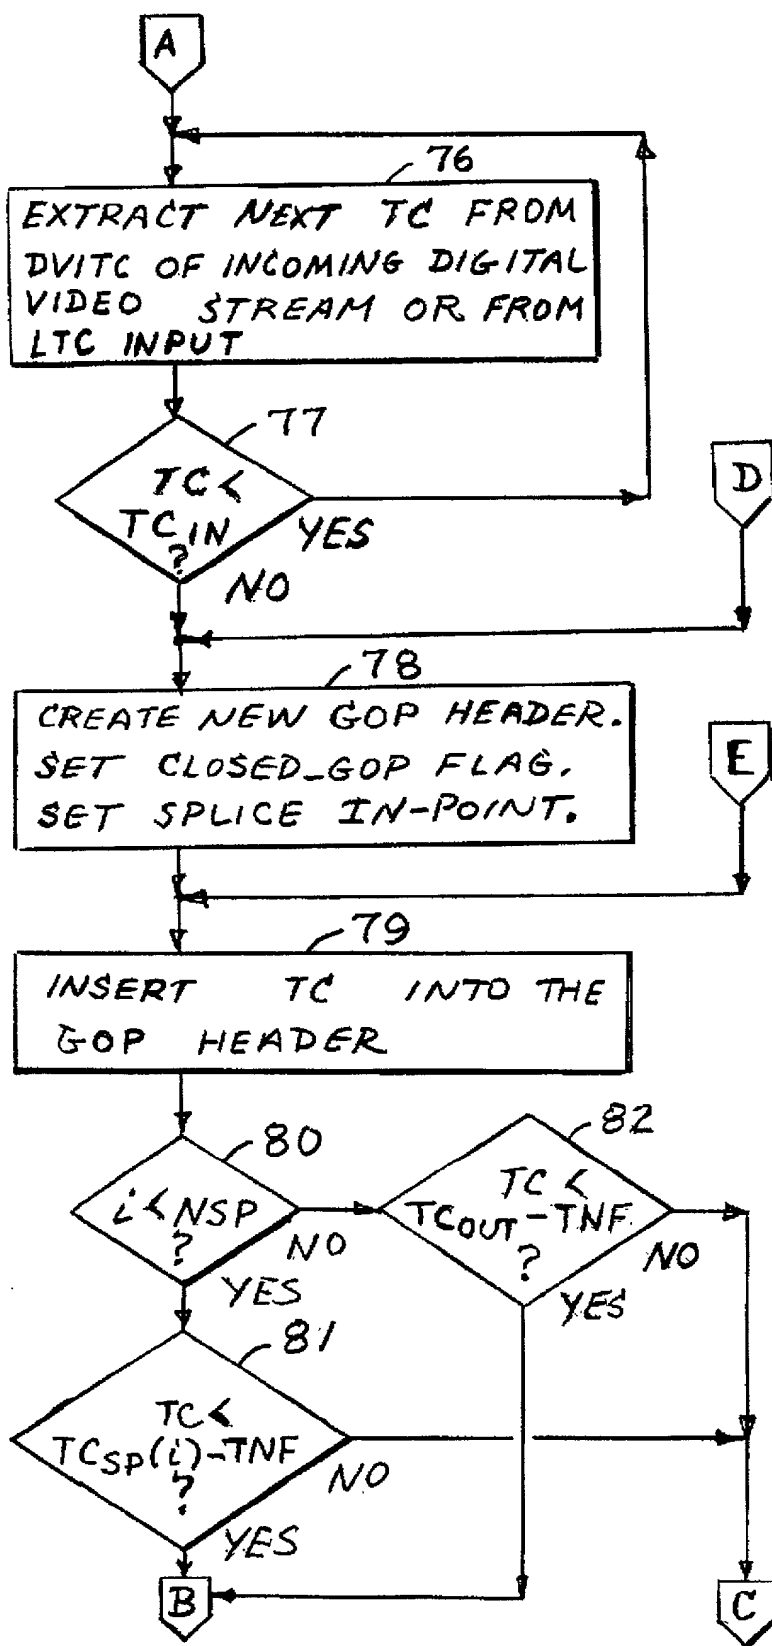 A
76
EXTRACT NEXT TC FROM
DVITC OF INCOMING DIGITAL
VIDEO STREAM OR FROM
LTC INPUT
77
TC <
TCIN
?
YES
NO
D
78
CREATE NEW GOP HEADER.
SET CLOSED_GOP FLAG.
SET SPLICE IN-POINT.
E
79
INSERT TC INTO THE
GOP HEADER
80
i < NSP
?
NO
YES
82
TC <
TCOUT - TNF
?
NO
YES
81
TC <
TCSP(i) - TNF
?
NO
YES
B
C